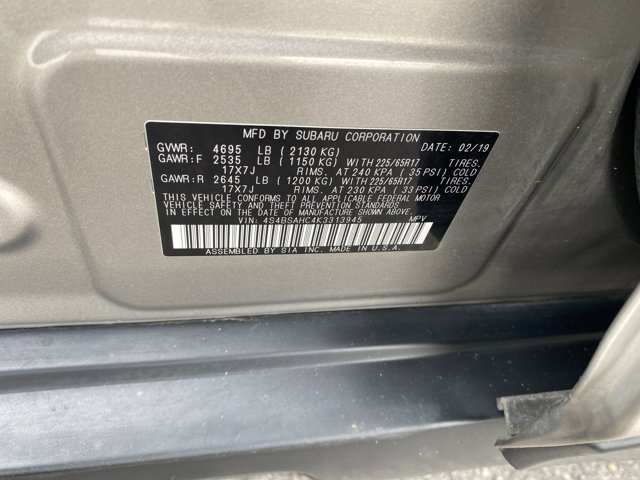 MFD BY SUBARU CORPORATION DATE: 02/19
GVWR: 4695 LB (2130 KG)
GAWR:F 2535 LB (1150 KG) WITH 225/65R17 TIRES.
17X7J RIMS. AT 240 KPA (35 PSI) COLD
GAWR:R 2645 LB (1200 KG) WITH 225/65R17 TIRES.
17X7J RIMS. AT 230 KPA (33 PSI) COLD
THIS VEHICLE CONFORMS TO ALL APPLICABLE FEDERAL MOTOR
VEHICLE SAFETY AND THEFT PREVENTION STANDARDS IN EFFECT ON THE DATE
OF MANUFACTURE SHOWN ABOVE.
VIN: 4S4BSAHC4K3313945 MPV
ASSEMBLED BY SIA INC. MADE IN U.S.A.